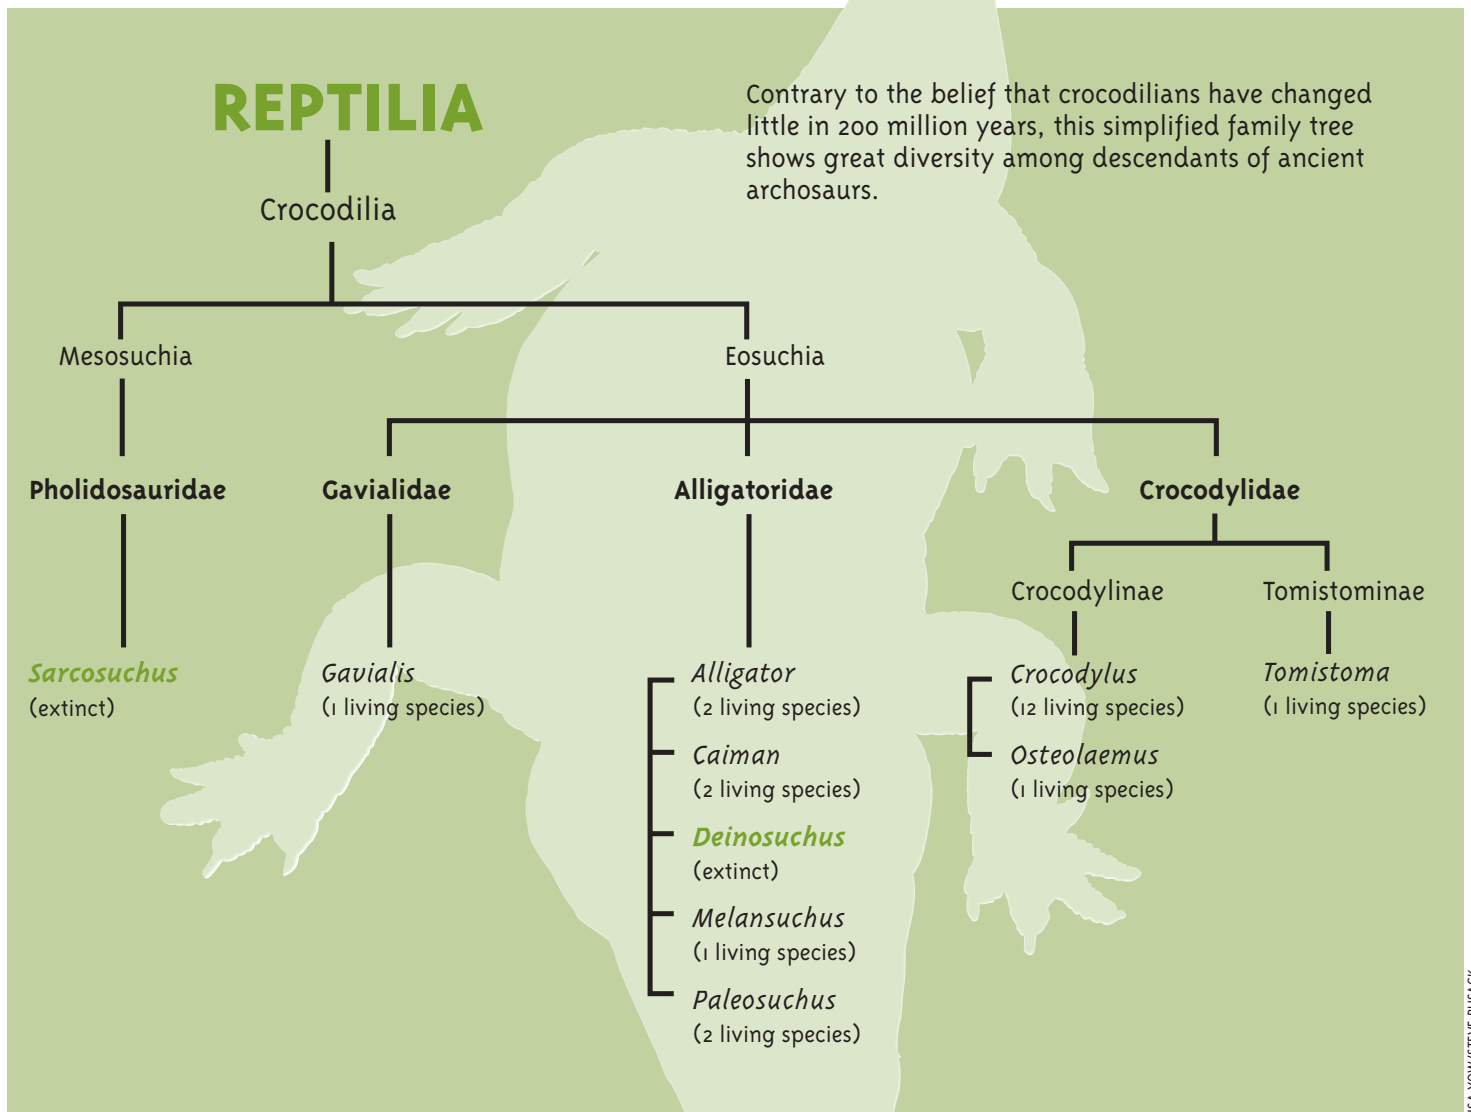 REPTILIA
Contrary to the belief that crocodilians have changed
little in 200 million years, this simplified family tree
shows great diversity among descendants of ancient
archosaurs.
Crocodilia
Mesosuchia
Eosuchia
Pholidosauridae
Gavialidae
Alligatoridae
Crocodylidae
Crocodylinae
Tomistominae
Sarcosuchus
(extinct)
Gavialis
(1 living species)
Alligator
(2 living species)
Caiman
(2 living species)
Deinosuchus
(extinct)
Melansuchus
(1 living species)
Paleosuchus
(2 living species)
Crocodylus
(12 living species)
Osteolaemus
(1 living species)
Tomistoma
(1 living species)